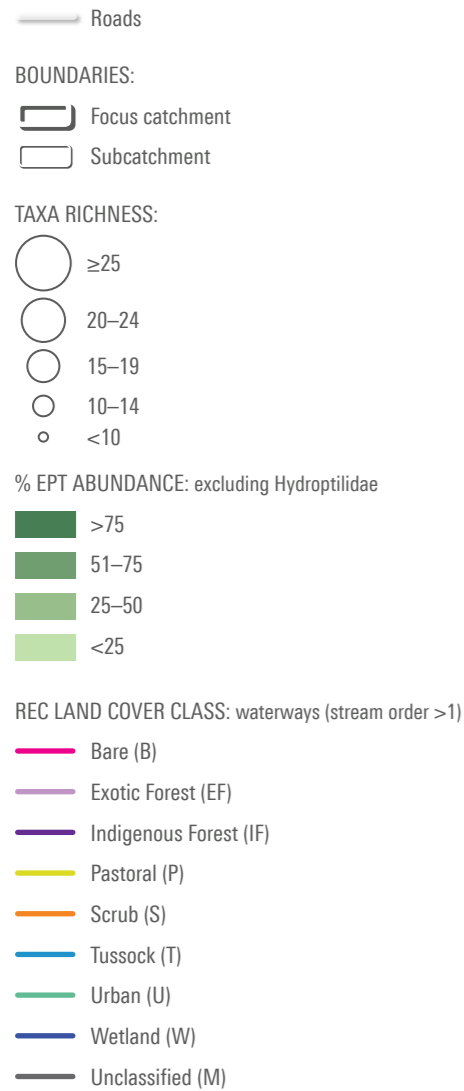 Roads
BOUNDARIES:
Focus catchment
Subcatchment
TAXA RICHNESS:
≥25
20–24
15–19
10–14
<10
% EPT ABUNDANCE: excluding Hydroptilidae
>75
51–75
25–50
<25
REC LAND COVER CLASS: waterways (stream order >1)
Bare (B)
Exotic Forest (EF)
Indigenous Forest (IF)
Pastoral (P)
Scrub (S)
Tussock (T)
Urban (U)
Wetland (W)
Unclassified (M)